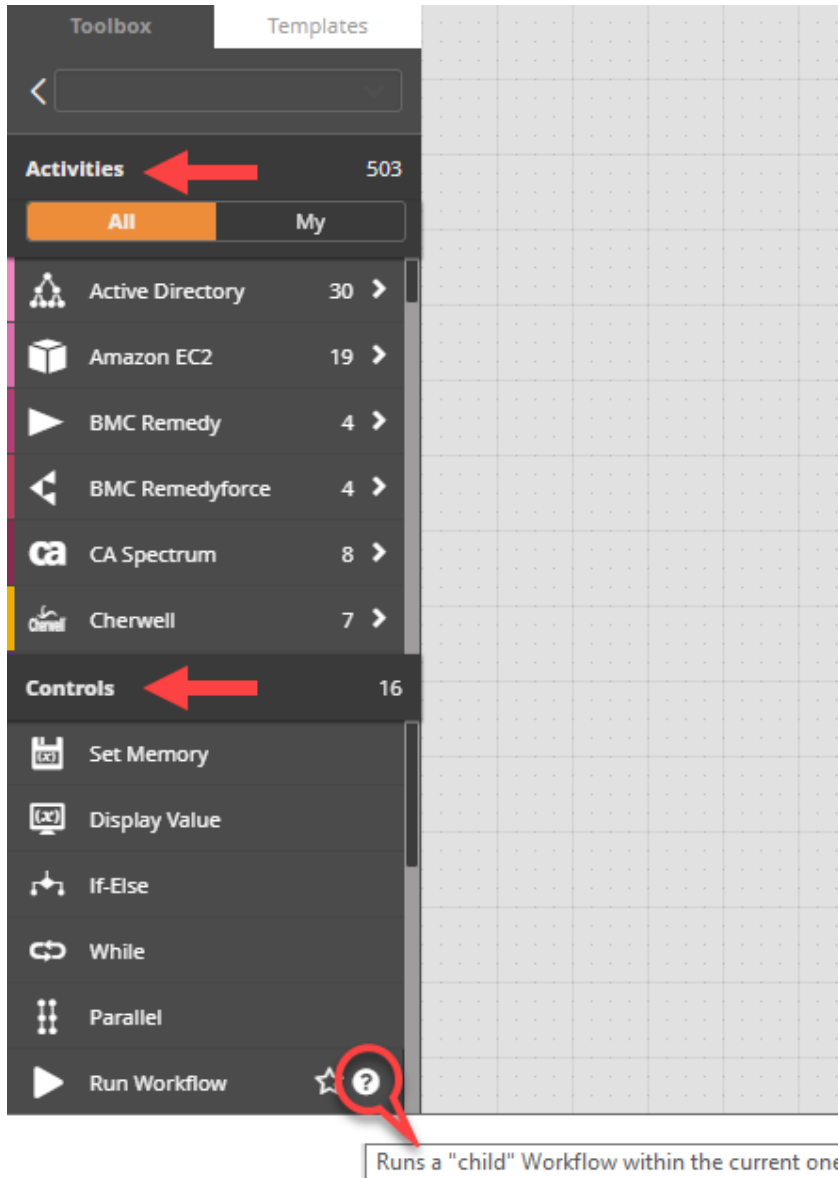 Toolbox Templates
Activities 503
All My
Active Directory 30
Amazon EC2 19
BMC Remedy 4
BMC Remedyforce 4
ca CA Spectrum 8
Cherwell Cherwell 7
Controls 16
(x) Set Memory
(x) Display Value
If-Else
While
Parallel
Run Workflow ?
Runs a "child" Workflow within the current one